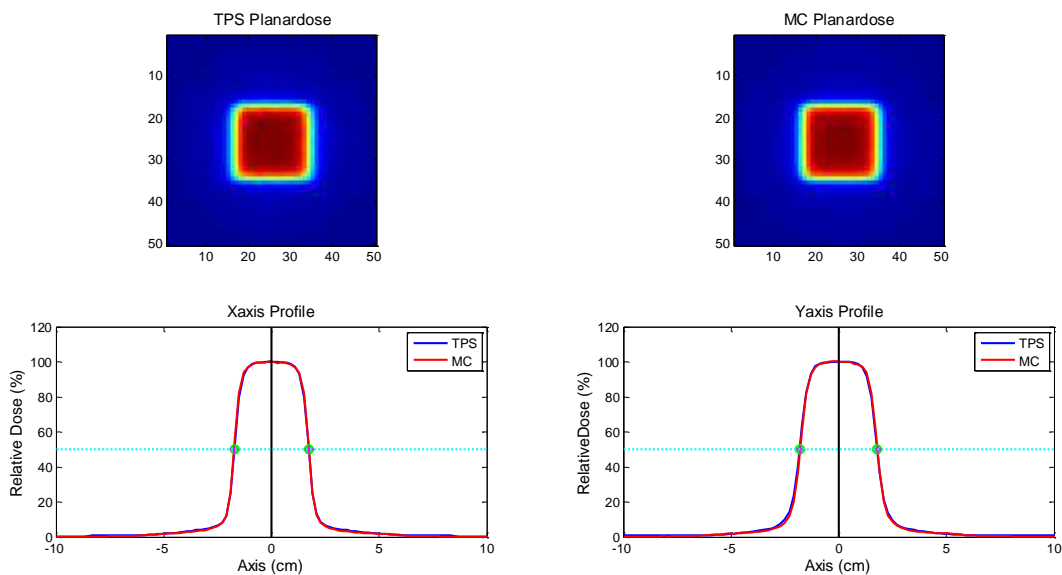 TPS Planardose
10
20
30
40
50
10 20 30 40 50
MC Planardose
10
20
30
40
50
10 20 30 40 50
Xaxis Profile
120
100
80
60
40
20
0
-10 -5 0 5 10
Relative Dose (%)
Axis (cm)
TPS
MC
Yaxis Profile
120
100
80
60
40
20
0
-10 -5 0 5 10
RelativeDose (%)
Axis (cm)
TPS
MC